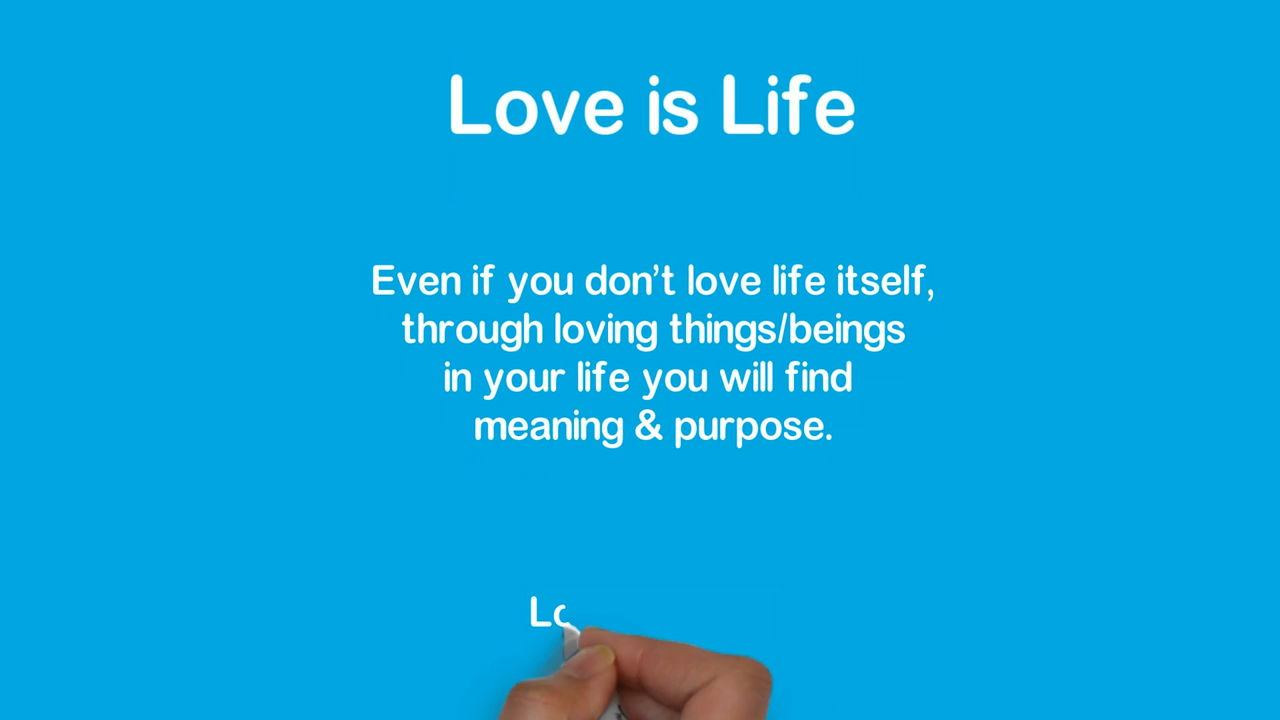 Love is Life
Even if you don’t love life itself,
through loving things/beings
in your life you will find
meaning & purpose.
Lo